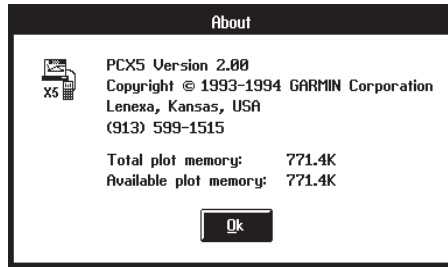 About
PCX5 Version 2.00
Copyright © 1993-1994 GARMIN Corporation
Lenexa, Kansas, USA
(913) 599-1515
X5
Total plot memory: 771.4K
Available plot memory: 771.4K
Ok